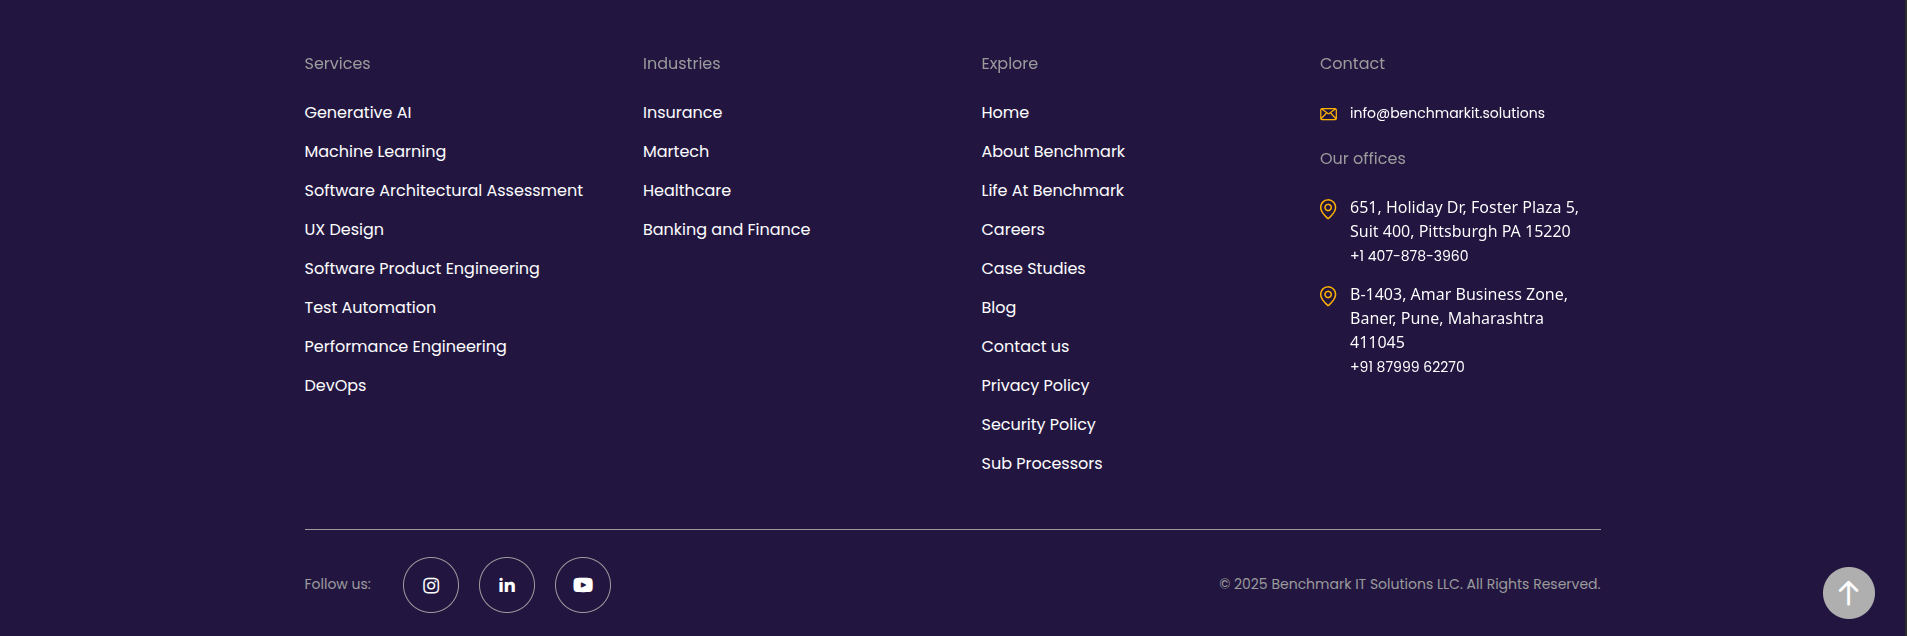 Services
Generative AI
Machine Learning
Software Architectural Assessment
UX Design
Software Product Engineering
Test Automation
Performance Engineering
DevOps
Industries
Insurance
Martech
Healthcare
Banking and Finance
Explore
Home
About Benchmark
Life At Benchmark
Careers
Case Studies
Blog
Contact us
Privacy Policy
Security Policy
Sub Processors
Contact
info@benchmarkit.solutions
Our offices
651, Holiday Dr, Foster Plaza 5,
Suit 400, Pittsburgh PA 15220
+1 407-878-3960
B-1403, Amar Business Zone,
Baner, Pune, Maharashtra
411045
+91 87999 62270
Follow us:
in
© 2025 Benchmark IT Solutions LLC. All Rights Reserved.